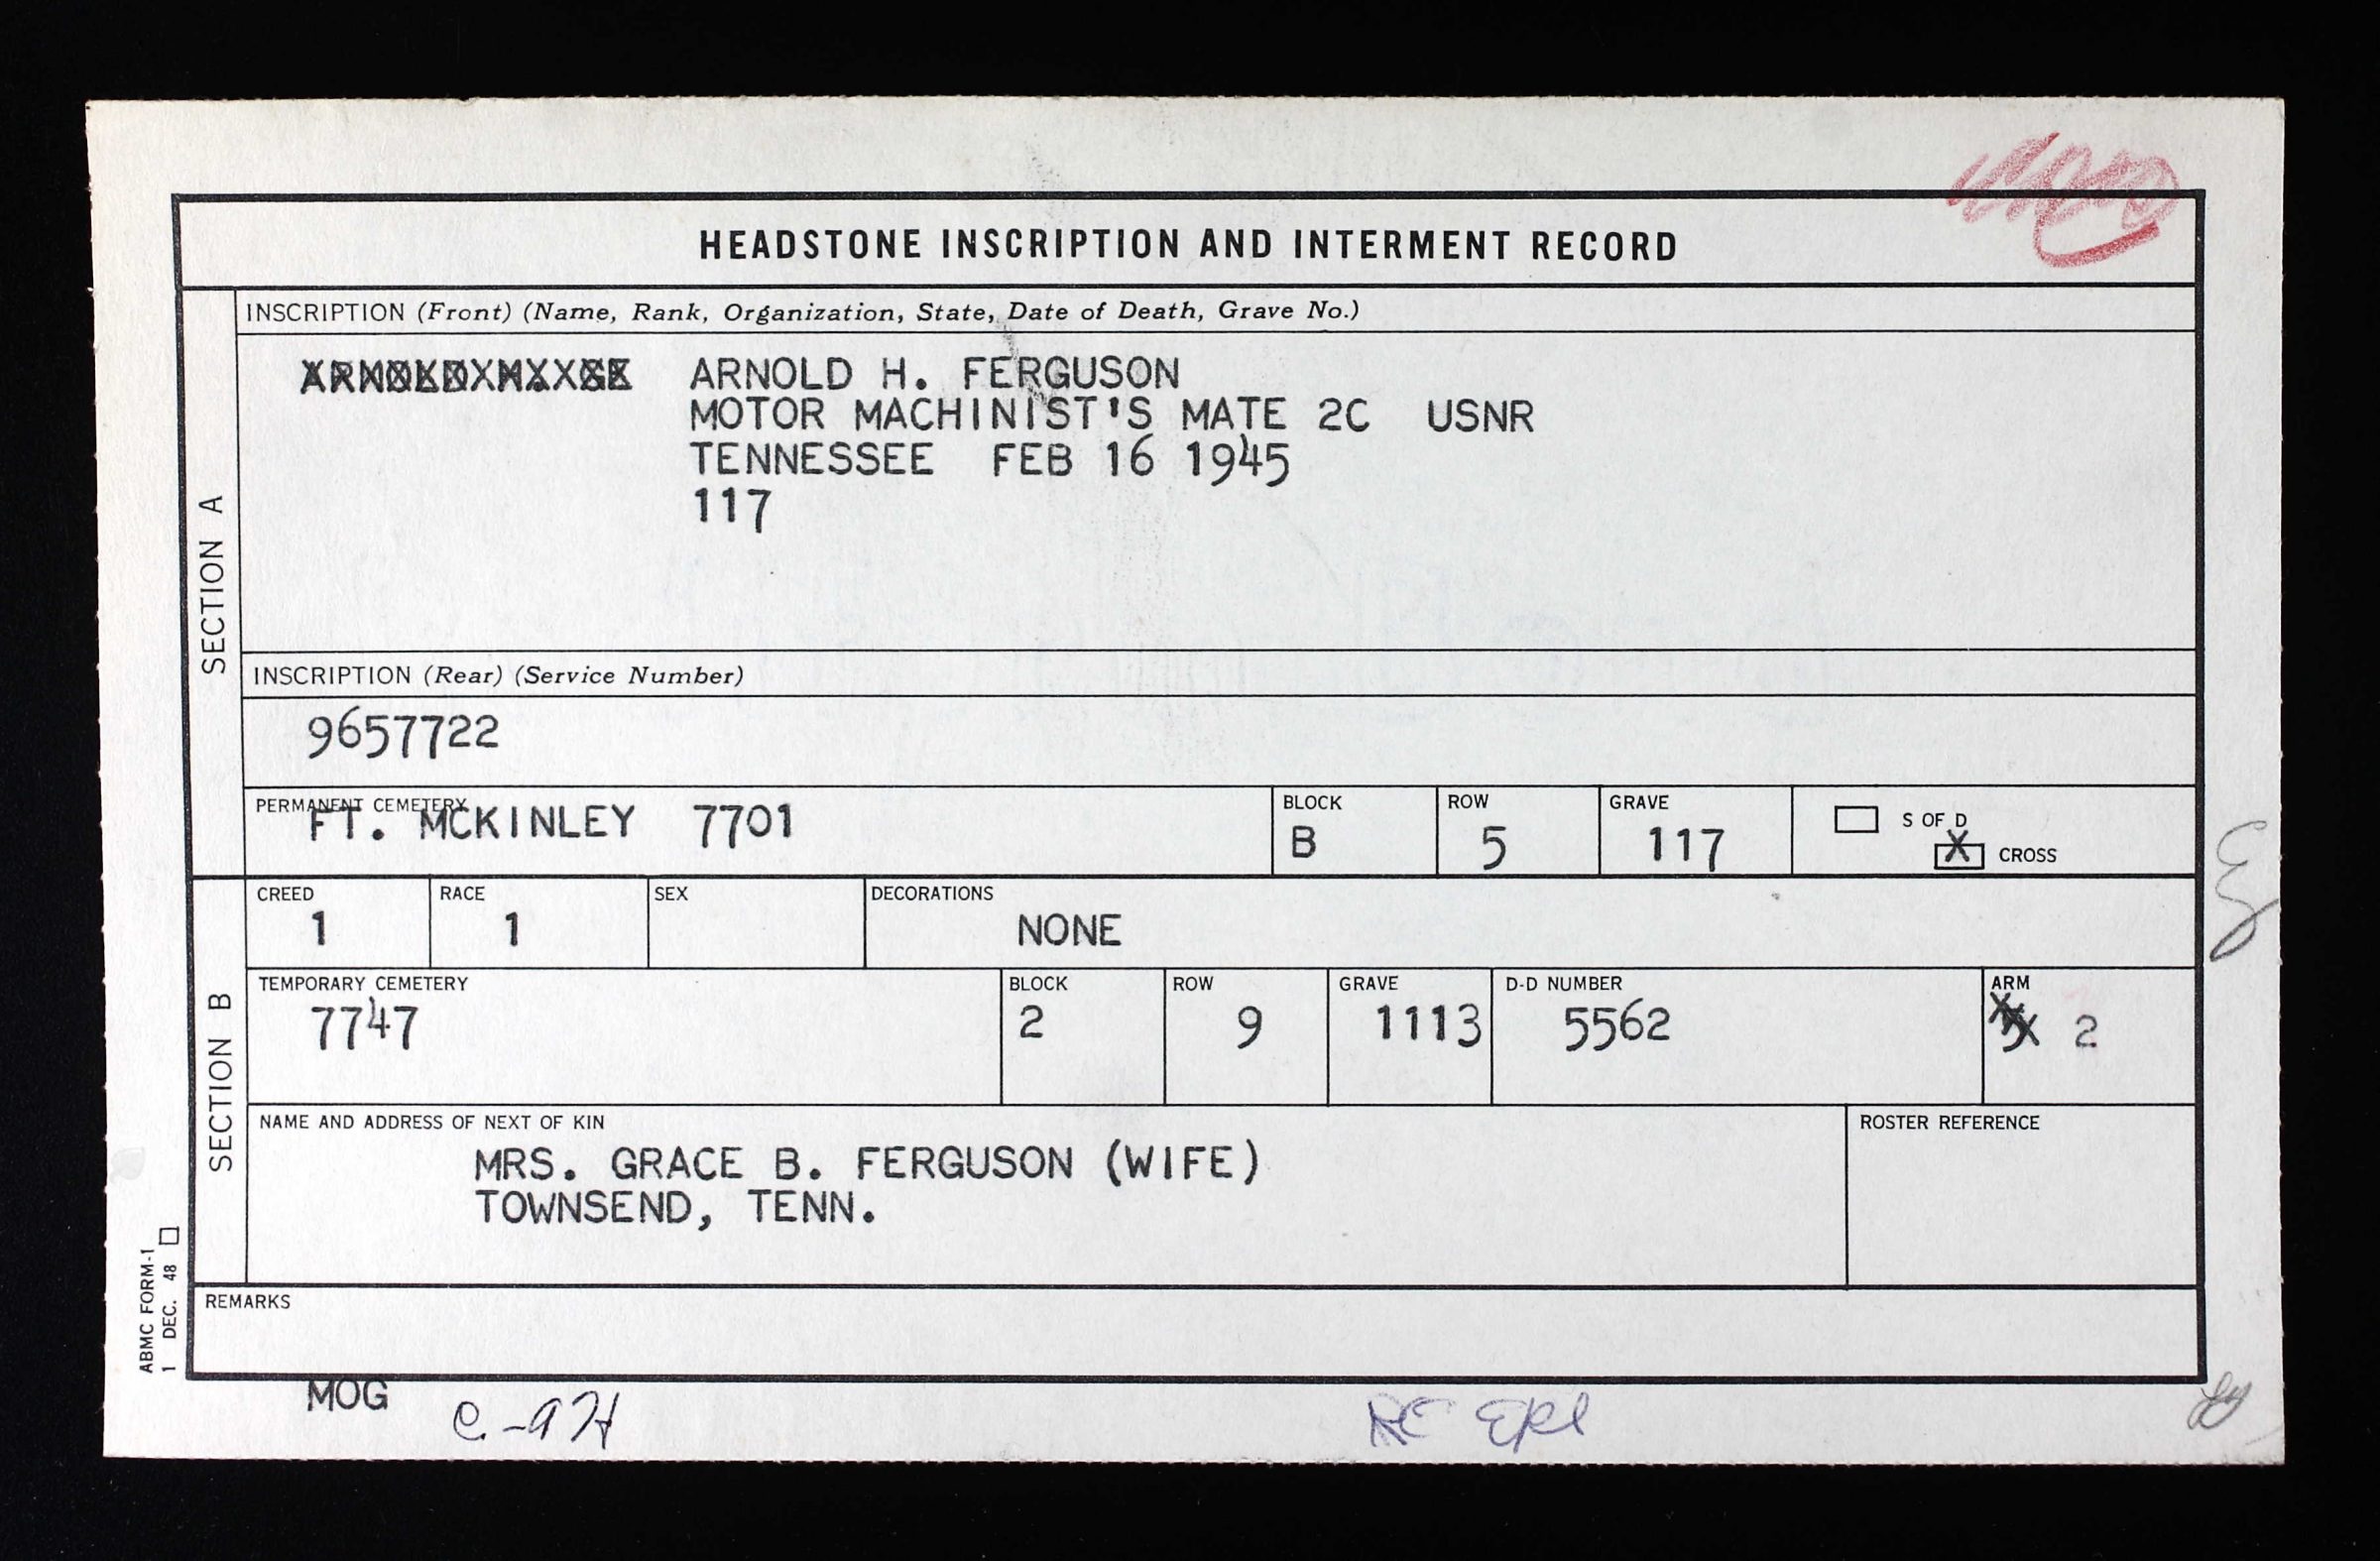 HEADSTONE INSCRIPTION AND INTERMENT RECORD
SECTION A
INSCRIPTION (Front) (Name, Rank, Organization, State, Date of Death, Grave No.)
ARNOLD H. FERGUSON
MOTOR MACHINIST'S MATE 2C USNR
TENNESSEE FEB 16 1945
117
INSCRIPTION (Rear) (Service Number)
9657722
PERMANENT CEMETERY BLOCK ROW GRAVE
FT. MCKINLEY 7701 B 5 117
S OF D
X CROSS
SECTION B
CREED RACE SEX DECORATIONS
1 1 NONE
TEMPORARY CEMETERY BLOCK ROW GRAVE D-D NUMBER ARM
7747 2 9 1113 5562 2
NAME AND ADDRESS OF NEXT OF KIN ROSTER REFERENCE
MRS. GRACE B. FERGUSON (WIFE)
TOWNSEND, TENN.
REMARKS
ABMC FORM-1
1 DEC. 48
MOG